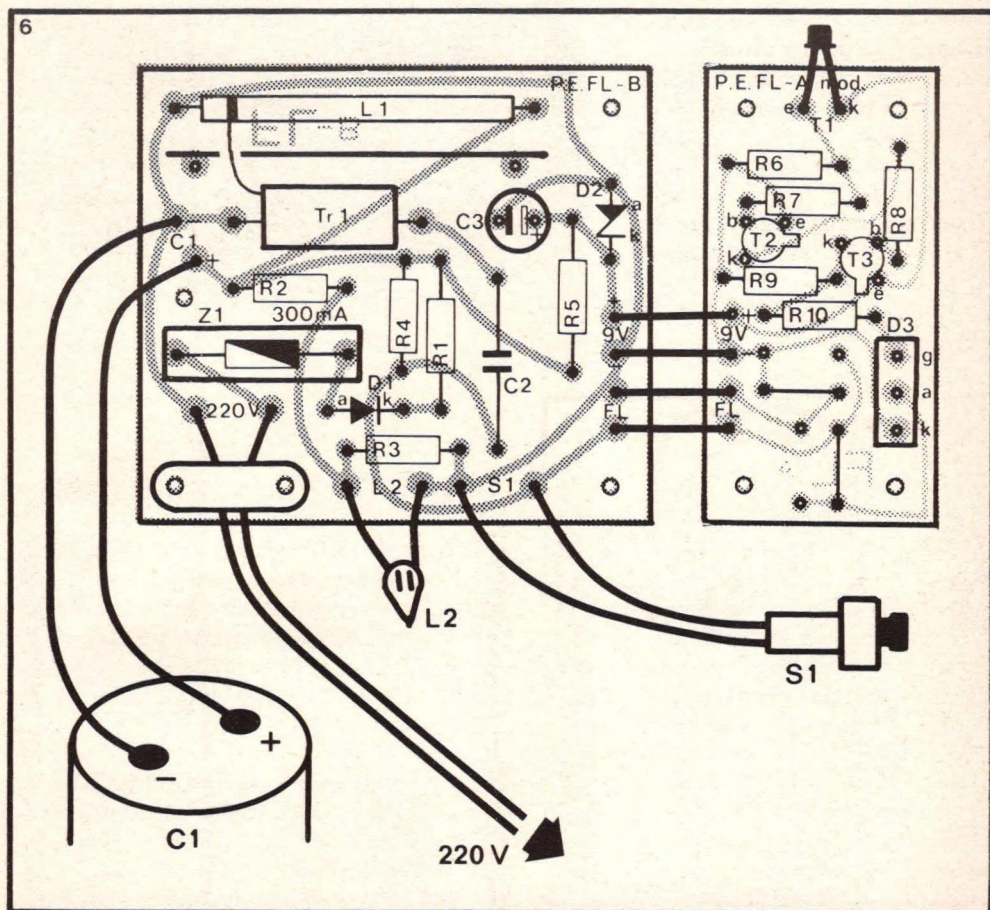 6
P.E. FL-B
P.E. FL-A mod.
L1
EF-B
e
k
T1
R6
D2
a
k
C3
+
Tr 1
R7
R8
b
e
T2
k
b
k
T3
e
C1
+
R2
R9
Z1
300mA
R4
R1
R5
+
9V
-
+
9V
-
R10
D3
g
a
k
C2
D1
a
k
220V
FL
FL
R3
L2
S1
L2
S1
+
-
C1
220 V